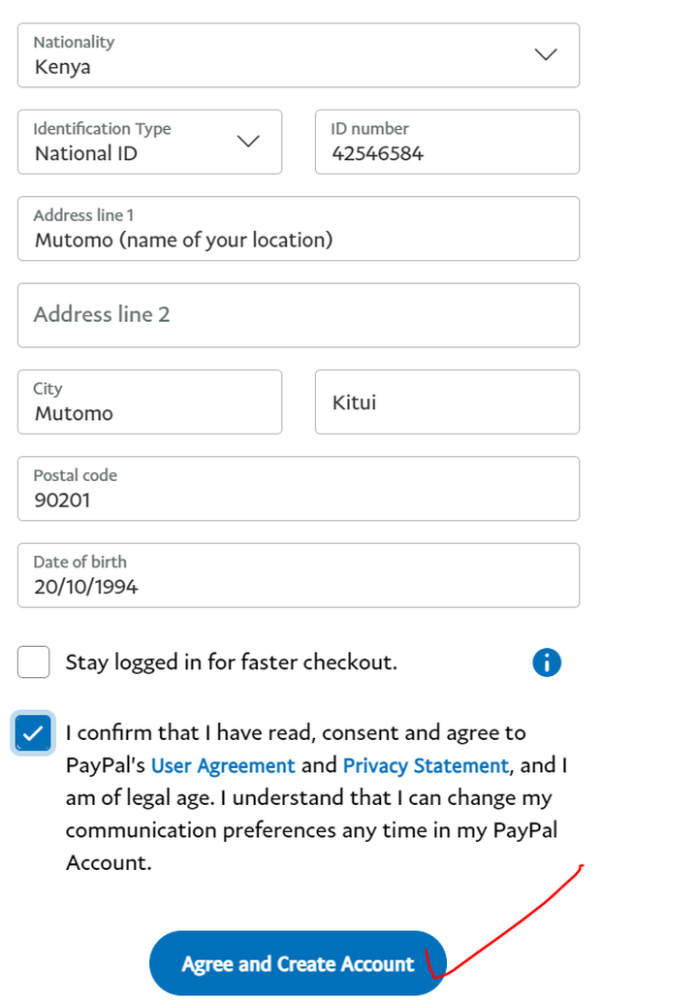 Nationality
Kenya
Identification Type
National ID
ID number
42546584
Address line 1
Mutomo (name of your location)
Address line 2
City
Mutomo
Kitui
Postal code
90201
Date of birth
20/10/1994
Stay logged in for faster checkout.
I confirm that I have read, consent and agree to
PayPal's User Agreement and Privacy Statement, and I
am of legal age. I understand that I can change my
communication preferences any time in my PayPal
Account.
Agree and Create Account